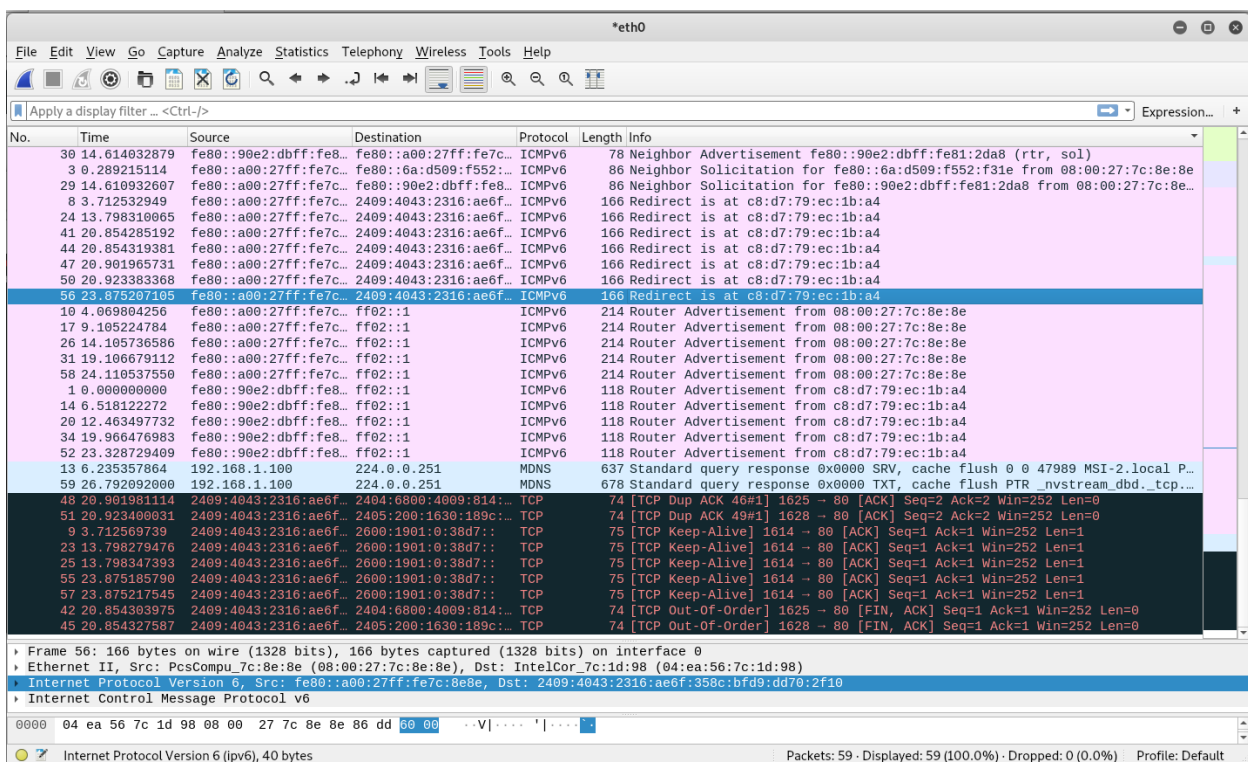 *eth0
File Edit View Go Capture Analyze Statistics Telephony Wireless Tools Help
Apply a display filter ... <Ctrl-/> Expression... +
No. Time Source Destination Protocol Length Info
30 14.614032879 fe80::90e2:dbff:fe8… fe80::a00:27ff:fe7c… ICMPv6 78 Neighbor Advertisement fe80::90e2:dbff:fe81:2da8 (rtr, sol)
3 0.289215114 fe80::a00:27ff:fe7c… fe80::6a:d509:f552:… ICMPv6 86 Neighbor Solicitation for fe80::6a:d509:f552:f31e from 08:00:27:7c:8e:8e
29 14.610932607 fe80::a00:27ff:fe7c… fe80::90e2:dbff:fe8… ICMPv6 86 Neighbor Solicitation for fe80::90e2:dbff:fe81:2da8 from 08:00:27:7c:8e…
8 3.712532949 fe80::a00:27ff:fe7c… 2409:4043:2316:ae6f… ICMPv6 166 Redirect is at c8:d7:79:ec:1b:a4
24 13.798310065 fe80::a00:27ff:fe7c… 2409:4043:2316:ae6f… ICMPv6 166 Redirect is at c8:d7:79:ec:1b:a4
41 20.854285192 fe80::a00:27ff:fe7c… 2409:4043:2316:ae6f… ICMPv6 166 Redirect is at c8:d7:79:ec:1b:a4
44 20.854319381 fe80::a00:27ff:fe7c… 2409:4043:2316:ae6f… ICMPv6 166 Redirect is at c8:d7:79:ec:1b:a4
47 20.901965731 fe80::a00:27ff:fe7c… 2409:4043:2316:ae6f… ICMPv6 166 Redirect is at c8:d7:79:ec:1b:a4
50 20.923383368 fe80::a00:27ff:fe7c… 2409:4043:2316:ae6f… ICMPv6 166 Redirect is at c8:d7:79:ec:1b:a4
56 23.875207105 fe80::a00:27ff:fe7c… 2409:4043:2316:ae6f… ICMPv6 166 Redirect is at c8:d7:79:ec:1b:a4
10 4.069804256 fe80::a00:27ff:fe7c… ff02::1 ICMPv6 214 Router Advertisement from 08:00:27:7c:8e:8e
17 9.105224784 fe80::a00:27ff:fe7c… ff02::1 ICMPv6 214 Router Advertisement from 08:00:27:7c:8e:8e
26 14.105736586 fe80::a00:27ff:fe7c… ff02::1 ICMPv6 214 Router Advertisement from 08:00:27:7c:8e:8e
31 19.106679112 fe80::a00:27ff:fe7c… ff02::1 ICMPv6 214 Router Advertisement from 08:00:27:7c:8e:8e
58 24.110537550 fe80::a00:27ff:fe7c… ff02::1 ICMPv6 214 Router Advertisement from 08:00:27:7c:8e:8e
1 0.000000000 fe80::90e2:dbff:fe8… ff02::1 ICMPv6 118 Router Advertisement from c8:d7:79:ec:1b:a4
14 6.518122272 fe80::90e2:dbff:fe8… ff02::1 ICMPv6 118 Router Advertisement from c8:d7:79:ec:1b:a4
20 12.463497732 fe80::90e2:dbff:fe8… ff02::1 ICMPv6 118 Router Advertisement from c8:d7:79:ec:1b:a4
34 19.966476983 fe80::90e2:dbff:fe8… ff02::1 ICMPv6 118 Router Advertisement from c8:d7:79:ec:1b:a4
52 23.328729409 fe80::90e2:dbff:fe8… ff02::1 ICMPv6 118 Router Advertisement from c8:d7:79:ec:1b:a4
13 6.235357864 192.168.1.100 224.0.0.251 MDNS 637 Standard query response 0x0000 SRV, cache flush 0 0 47989 MSI-2.local P…
59 26.792092000 192.168.1.100 224.0.0.251 MDNS 678 Standard query response 0x0000 TXT, cache flush PTR _nvstream_dbd._tcp.…
48 20.901981114 2409:4043:2316:ae6f… 2404:6800:4009:814:… TCP 74 [TCP Dup ACK 46#1] 1625 → 80 [ACK] Seq=2 Ack=2 Win=252 Len=0
51 20.923400031 2409:4043:2316:ae6f… 2405:200:1630:189c:… TCP 74 [TCP Dup ACK 49#1] 1628 → 80 [ACK] Seq=2 Ack=2 Win=252 Len=0
9 3.712569739 2409:4043:2316:ae6f… 2600:1901:0:38d7:: TCP 75 [TCP Keep-Alive] 1614 → 80 [ACK] Seq=1 Ack=1 Win=252 Len=1
23 13.798279476 2409:4043:2316:ae6f… 2600:1901:0:38d7:: TCP 75 [TCP Keep-Alive] 1614 → 80 [ACK] Seq=1 Ack=1 Win=252 Len=1
25 13.798347393 2409:4043:2316:ae6f… 2600:1901:0:38d7:: TCP 75 [TCP Keep-Alive] 1614 → 80 [ACK] Seq=1 Ack=1 Win=252 Len=1
55 23.875185790 2409:4043:2316:ae6f… 2600:1901:0:38d7:: TCP 75 [TCP Keep-Alive] 1614 → 80 [ACK] Seq=1 Ack=1 Win=252 Len=1
57 23.875217545 2409:4043:2316:ae6f… 2600:1901:0:38d7:: TCP 75 [TCP Keep-Alive] 1614 → 80 [ACK] Seq=1 Ack=1 Win=252 Len=1
42 20.854303975 2409:4043:2316:ae6f… 2404:6800:4009:814:… TCP 74 [TCP Out-Of-Order] 1625 → 80 [FIN, ACK] Seq=1 Ack=1 Win=252 Len=0
45 20.854327587 2409:4043:2316:ae6f… 2405:200:1630:189c:… TCP 74 [TCP Out-Of-Order] 1628 → 80 [FIN, ACK] Seq=1 Ack=1 Win=252 Len=0
Frame 56: 166 bytes on wire (1328 bits), 166 bytes captured (1328 bits) on interface 0
Ethernet II, Src: PcsCompu_7c:8e:8e (08:00:27:7c:8e:8e), Dst: IntelCor_7c:1d:98 (04:ea:56:7c:1d:98)
Internet Protocol Version 6, Src: fe80::a00:27ff:fe7c:8e8e, Dst: 2409:4043:2316:ae6f:358c:bfd9:dd70:2f10
Internet Control Message Protocol v6
0000 04 ea 56 7c 1d 98 08 00 27 7c 8e 8e 86 dd 60 00 ··V|···· '|····`·
Internet Protocol Version 6 (ipv6), 40 bytes Packets: 59 · Displayed: 59 (100.0%) · Dropped: 0 (0.0%) Profile: Default